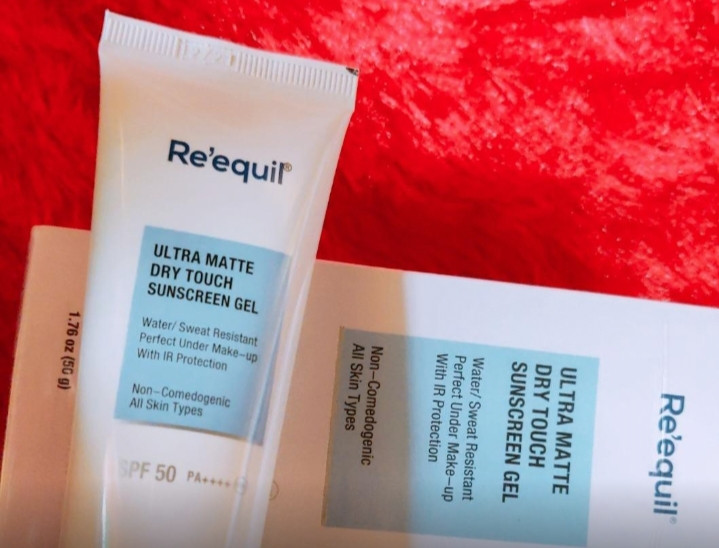 Re'equil®
ULTRA MATTE
DRY TOUCH
SUNSCREEN GEL
Water/ Sweat Resistant
Perfect Under Make-up
With IR Protection
Non-Comedogenic
All Skin Types
SPF 50 PA++++
1.76 oz (50 g)
Re'equil®
ULTRA MATTE
DRY TOUCH
SUNSCREEN GEL
Water/ Sweat Resistant
Perfect Under Make-up
With IR Protection
Non-Comedogenic
All Skin Types